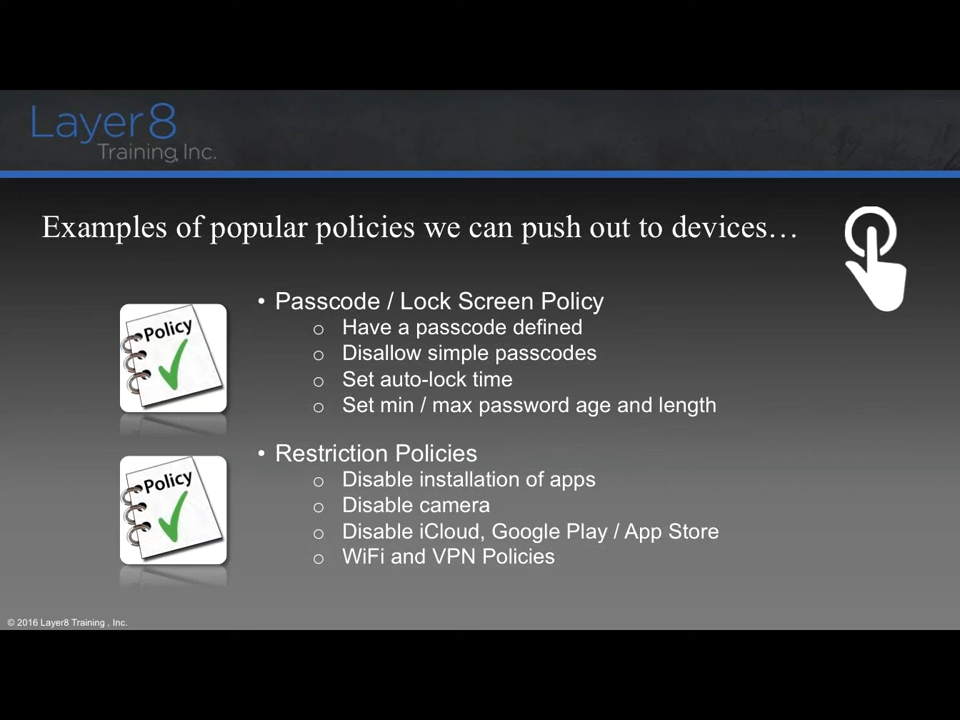 Layer8
Training, Inc.
Examples of popular policies we can push out to devices…
Policy
• Passcode / Lock Screen Policy
o Have a passcode defined
o Disallow simple passcodes
o Set auto-lock time
o Set min / max password age and length
Policy
• Restriction Policies
o Disable installation of apps
o Disable camera
o Disable iCloud, Google Play / App Store
o WiFi and VPN Policies
© 2016 Layer8 Training , Inc.